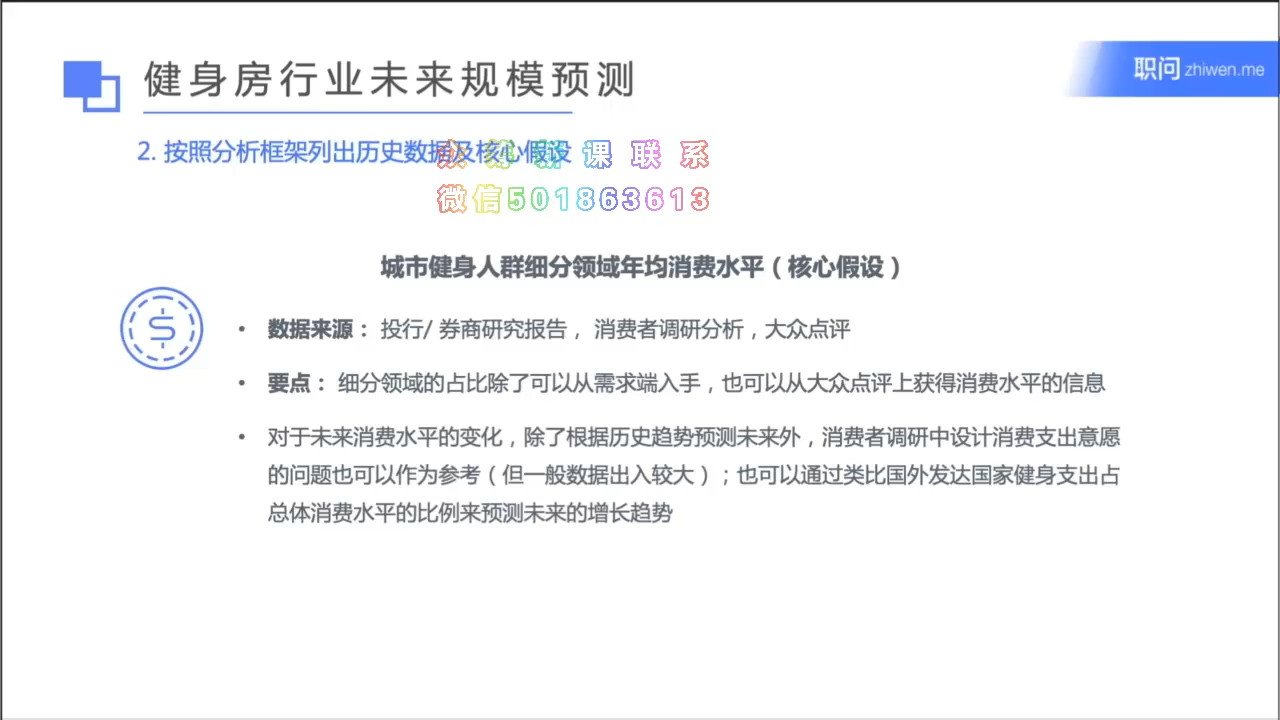 健身房行业未来规模预测
职问 zhiwen.me
2. 按照分析框架列出历史数据及核心假设
众筹新课联系
微信501863613
城市健身人群细分领域年均消费水平（核心假设）
• 数据来源： 投行/ 券商研究报告， 消费者调研分析，大众点评
• 要点： 细分领域的占比除了可以从需求端入手，也可以从大众点评上获得消费水平的信息
• 对于未来消费水平的变化，除了根据历史趋势预测未来外，消费者调研中设计消费支出意愿
的问题也可以作为参考（但一般数据出入较大）；也可以通过类比国外发达国家健身支出占
总体消费水平的比例来预测未来的增长趋势